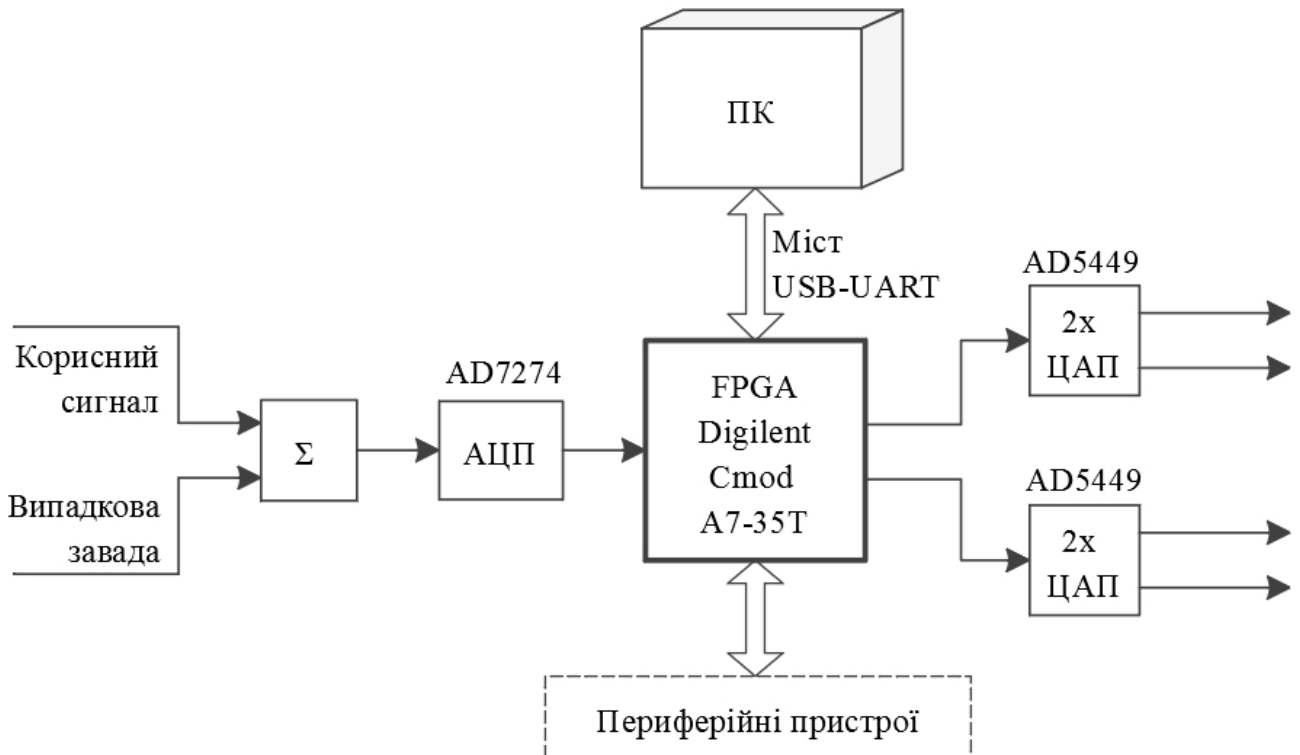 ПК
Міст
USB-UART
Корисний
сигнал
Випадкова
завада
Σ
AD7274
АЦП
FPGA
Digilent
Cmod
A7-35T
AD5449
2x
ЦАП
AD5449
2x
ЦАП
Периферійні пристрої